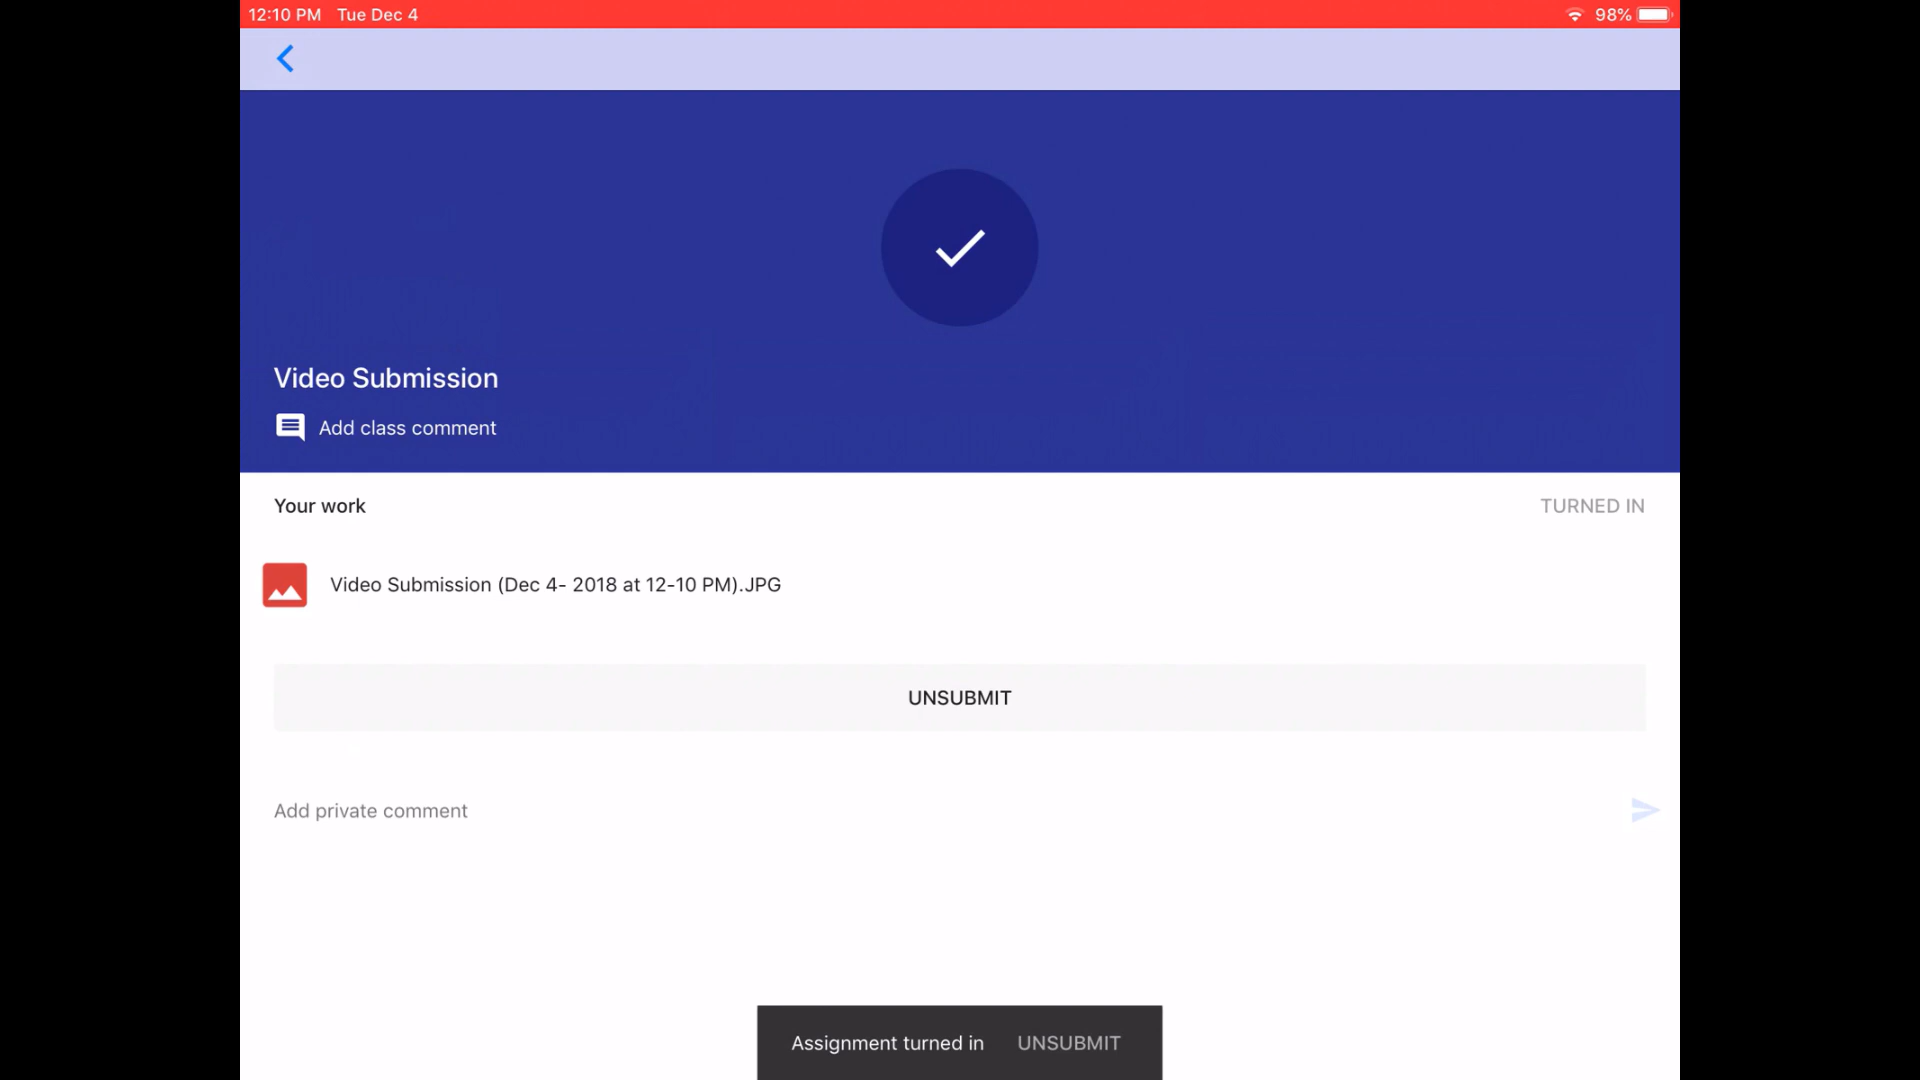 12:10 PM Tue Dec 4 98%
Video Submission
Add class comment
Your work TURNED IN
Video Submission (Dec 4- 2018 at 12-10 PM).JPG
UNSUBMIT
Add private comment
Assignment turned in UNSUBMIT